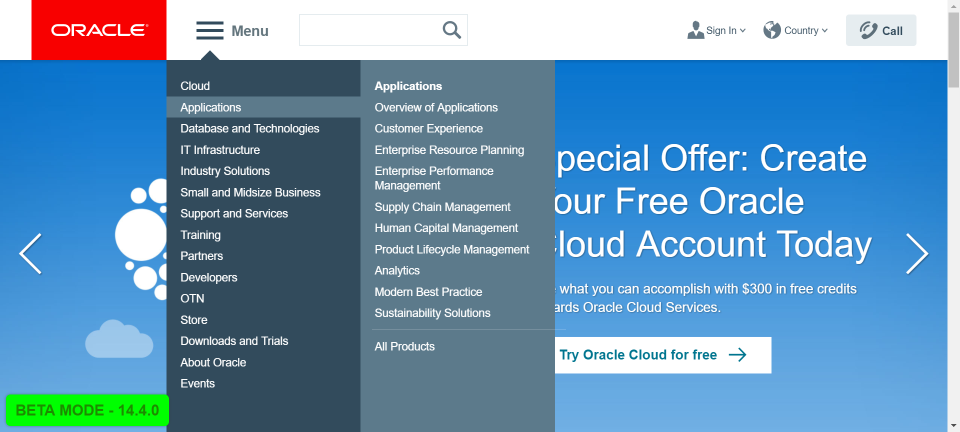 ORACLE
Menu
Sign In
Country
Call
Cloud
Applications
Database and Technologies
IT Infrastructure
Industry Solutions
Small and Midsize Business
Support and Services
Training
Partners
Developers
OTN
Store
Downloads and Trials
About Oracle
Events
Applications
Overview of Applications
Customer Experience
Enterprise Resource Planning
Enterprise Performance
Management
Supply Chain Management
Human Capital Management
Product Lifecycle Management
Analytics
Modern Best Practice
Sustainability Solutions
All Products
pecial Offer: Create
our Free Oracle
loud Account Today
what you can accomplish with $300 in free credits
ards Oracle Cloud Services.
Try Oracle Cloud for free
BETA MODE - 14.4.0